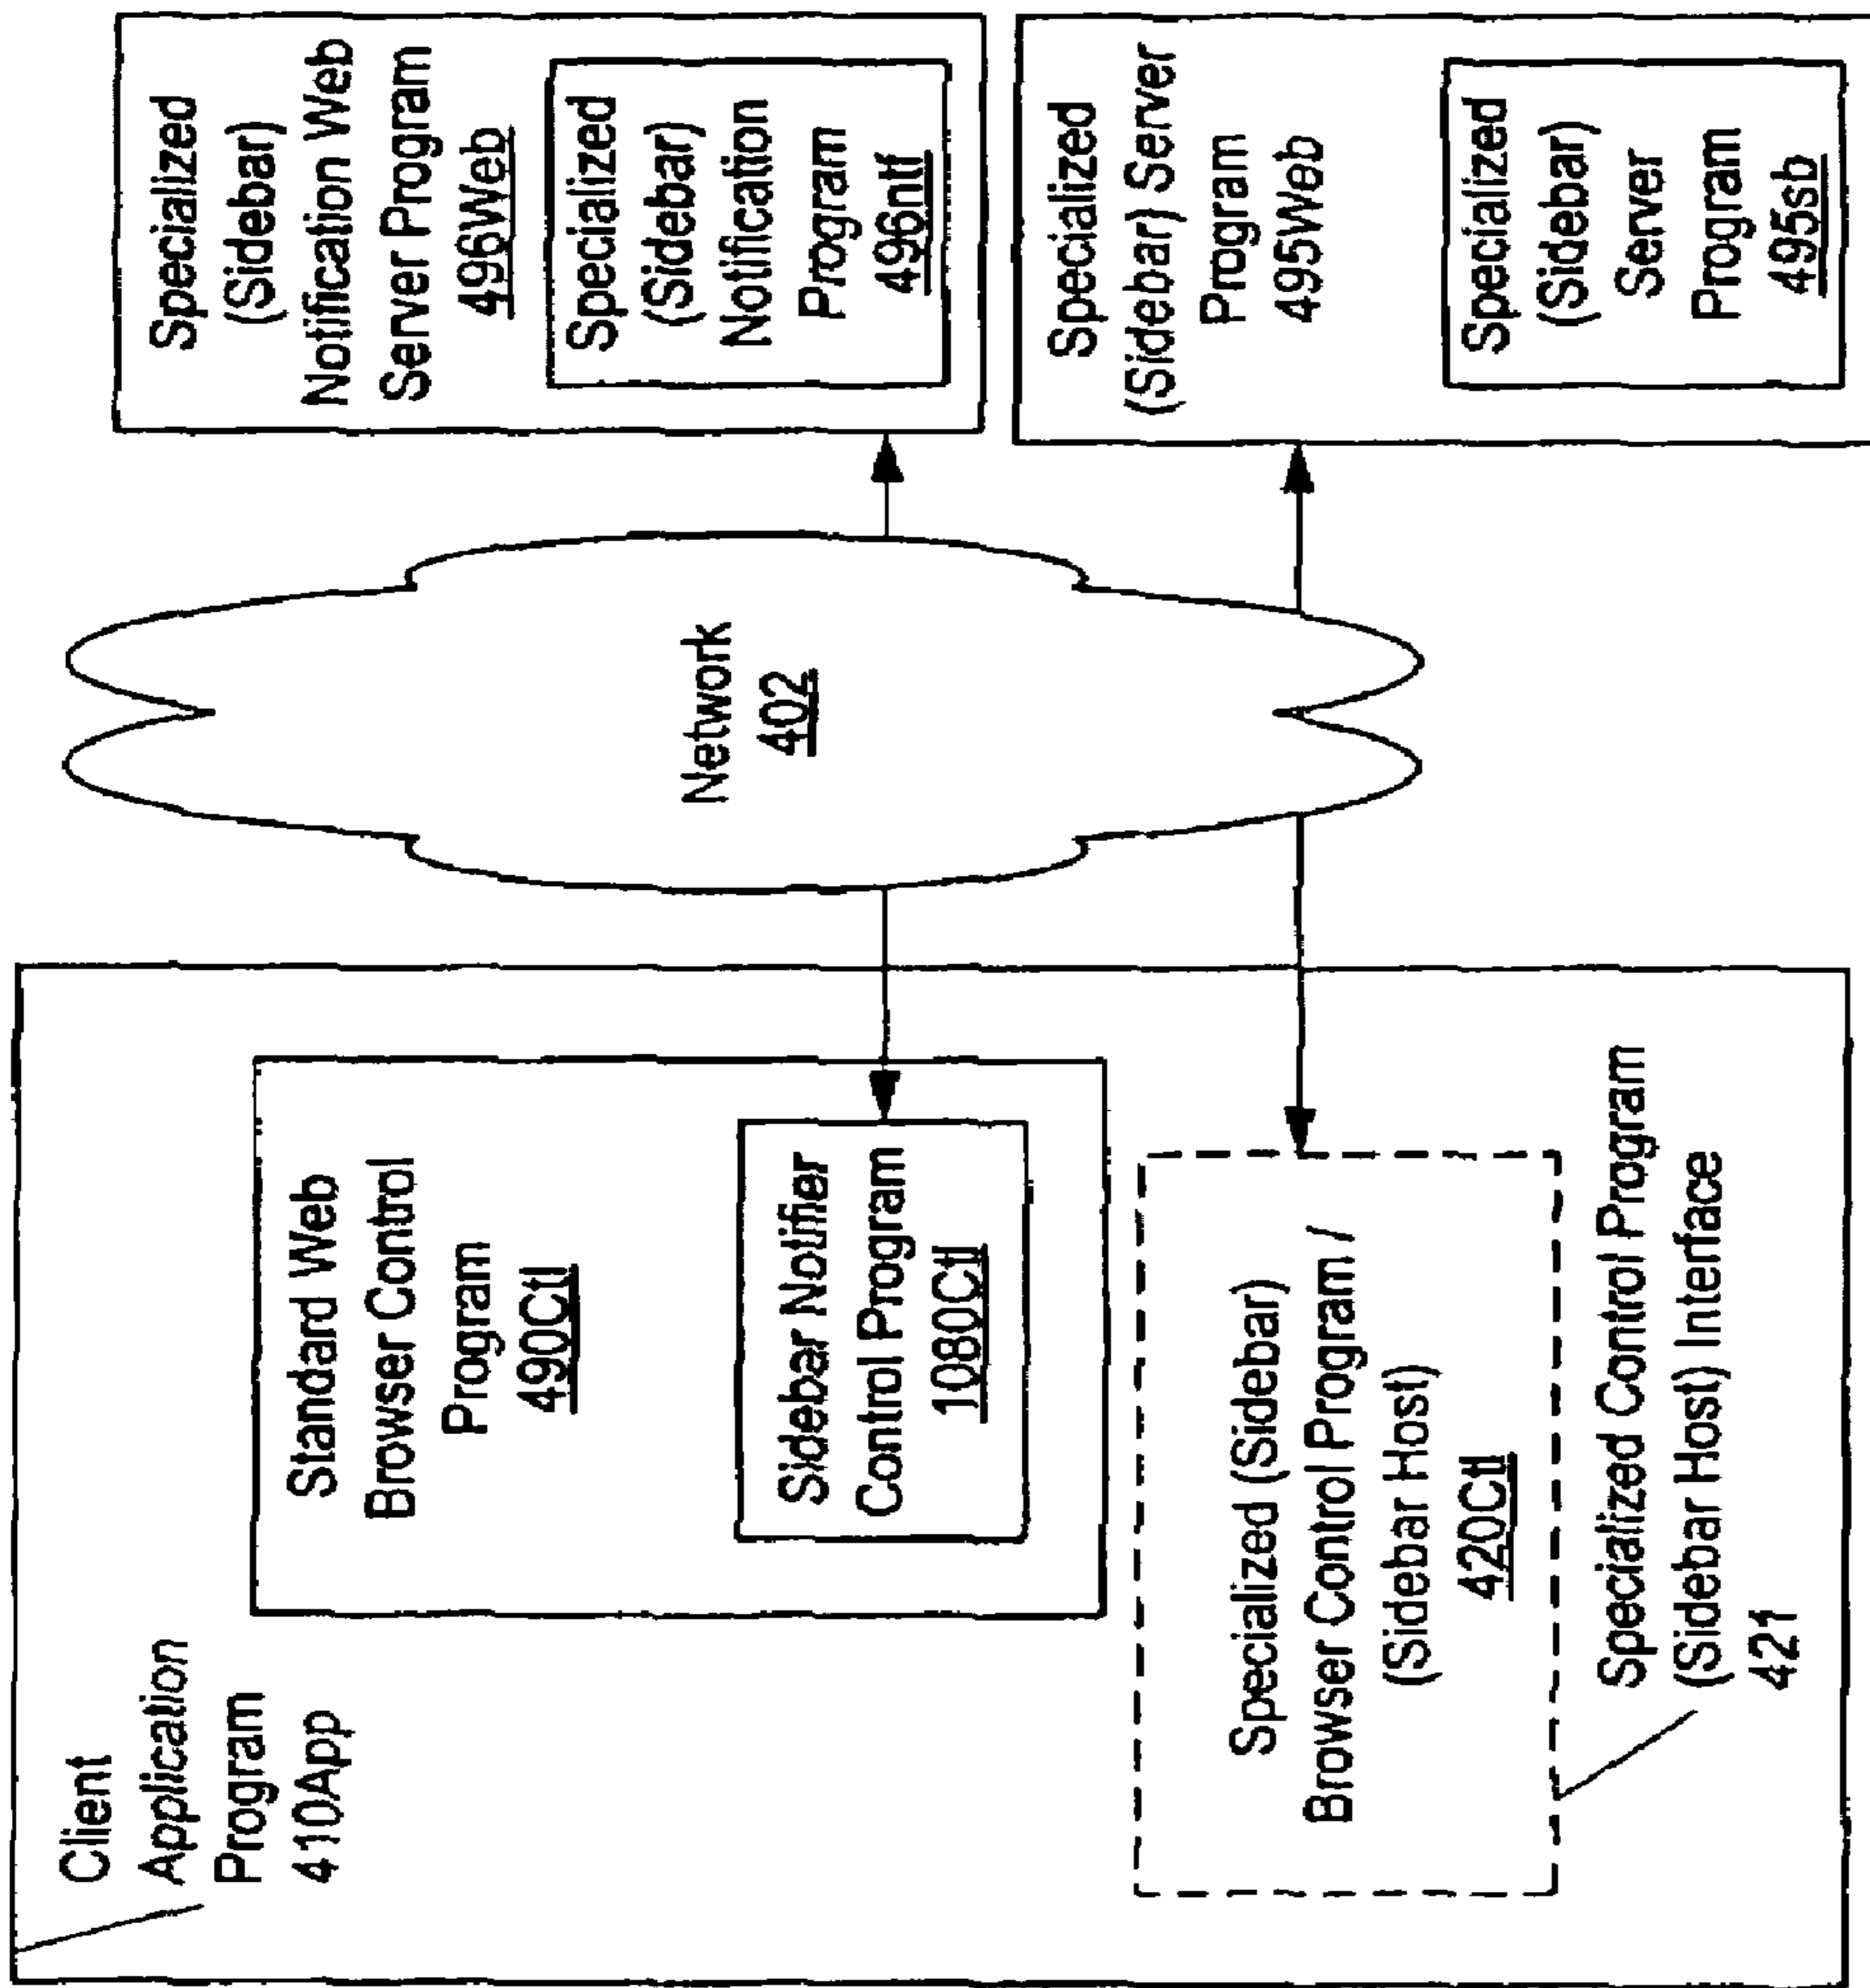 Client
Application
Program
410App
Standard Web
Browser Control
Program
490Ctl
Sidebar Notifier
Control Program
1080Ctl
Specialized (Sidebar)
Browser Control Program /
(Sidebar Host)
420Ctl
Specialized Control Program
(Sidebar Host) Interface
421
Network
402
Specialized
(Sidebar)
Notification Web
Server Program
496Web
Specialized
(Sidebar)
Notification
Program
496ntf
Specialized
(Sidebar) Server
Program
495Web
Specialized
(Sidebar)
Server
Program
495sb